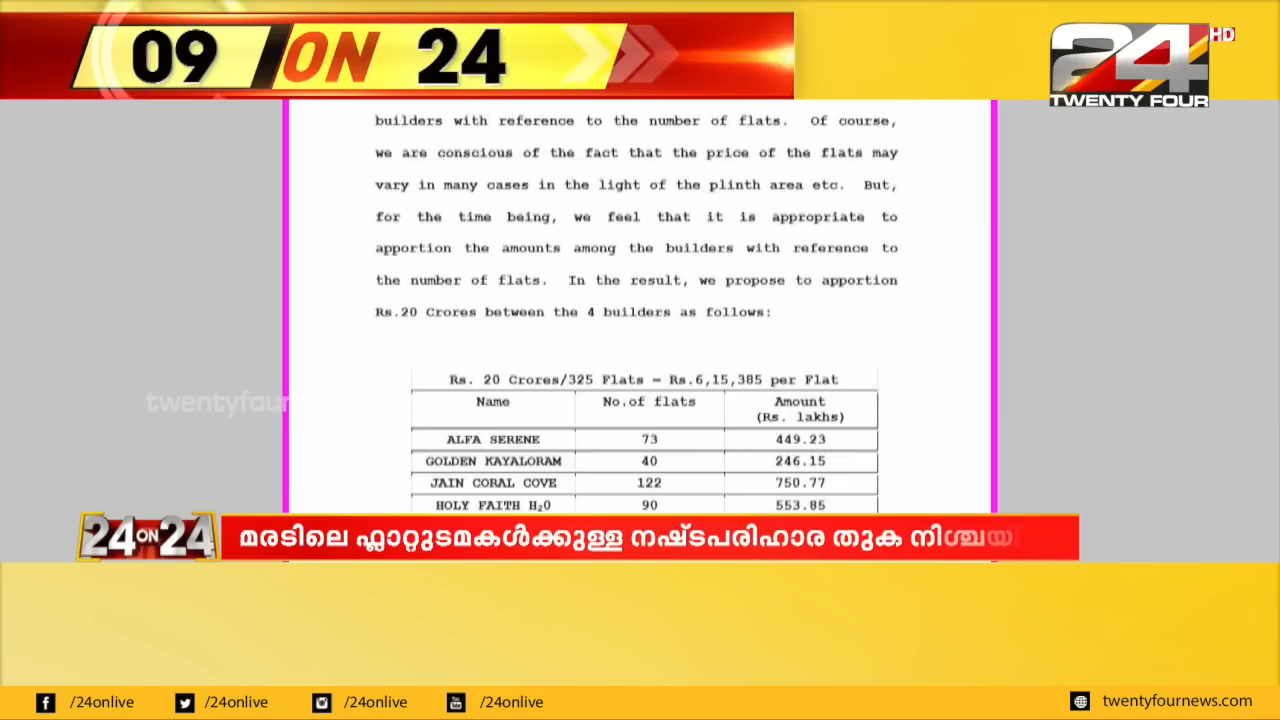 09 ON 24
24 HD
TWENTY FOUR
builders with reference to the number of flats. Of course,
we are conscious of the fact that the price of the flats may
vary in many cases in the light of the plinth area etc. But,
for the time being, we feel that it is appropriate to
apportion the amounts among the builders with reference to
the number of flats. In the result, we propose to apportion
Rs.20 Crores between the 4 builders as follows:
Rs. 20 Crores/325 Flats = Rs.6,15,385 per Flat
Name No.of flats Amount
(Rs. lakhs)
ALFA SERENE 73 449.23
GOLDEN KAYALORAM 40 246.15
JAIN CORAL COVE 122 750.77
HOLY FAITH H₂0 90 553.85
twentyfour
24 ON 24 മരടിലെ ഫ്ലാറ്റുടമകൾക്കുള്ള നഷ്ടപരിഹാര തുക
/24onlive /24onlive /24onlive /24onlive twentyfournews.com